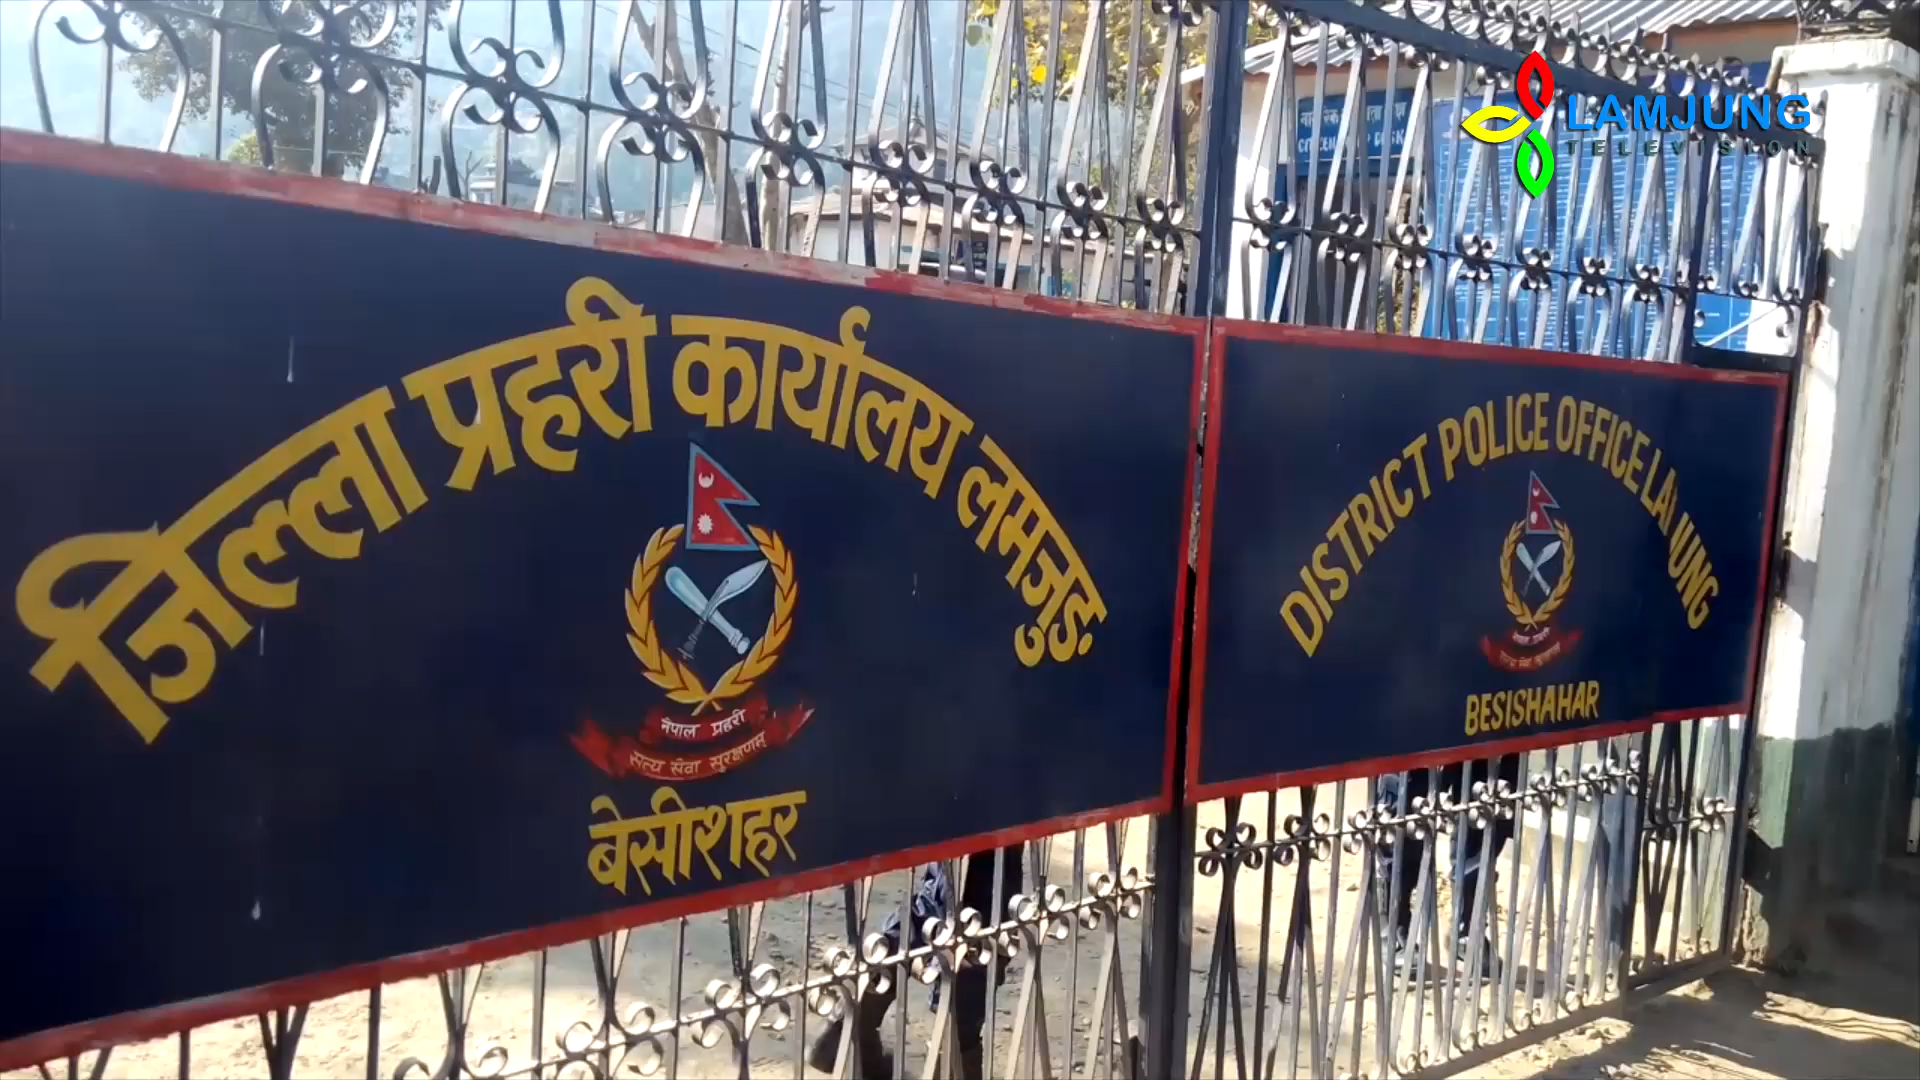 जिल्ला प्रहरी कार्यालय लमजुङ
नेपाल प्रहरी
सत्य सेवा सुरक्षणम्
बेसीशहर
DISTRICT POLICE OFFICE LAMJUNG
BESISHAHAR
LAMJUNG
TELEVISION